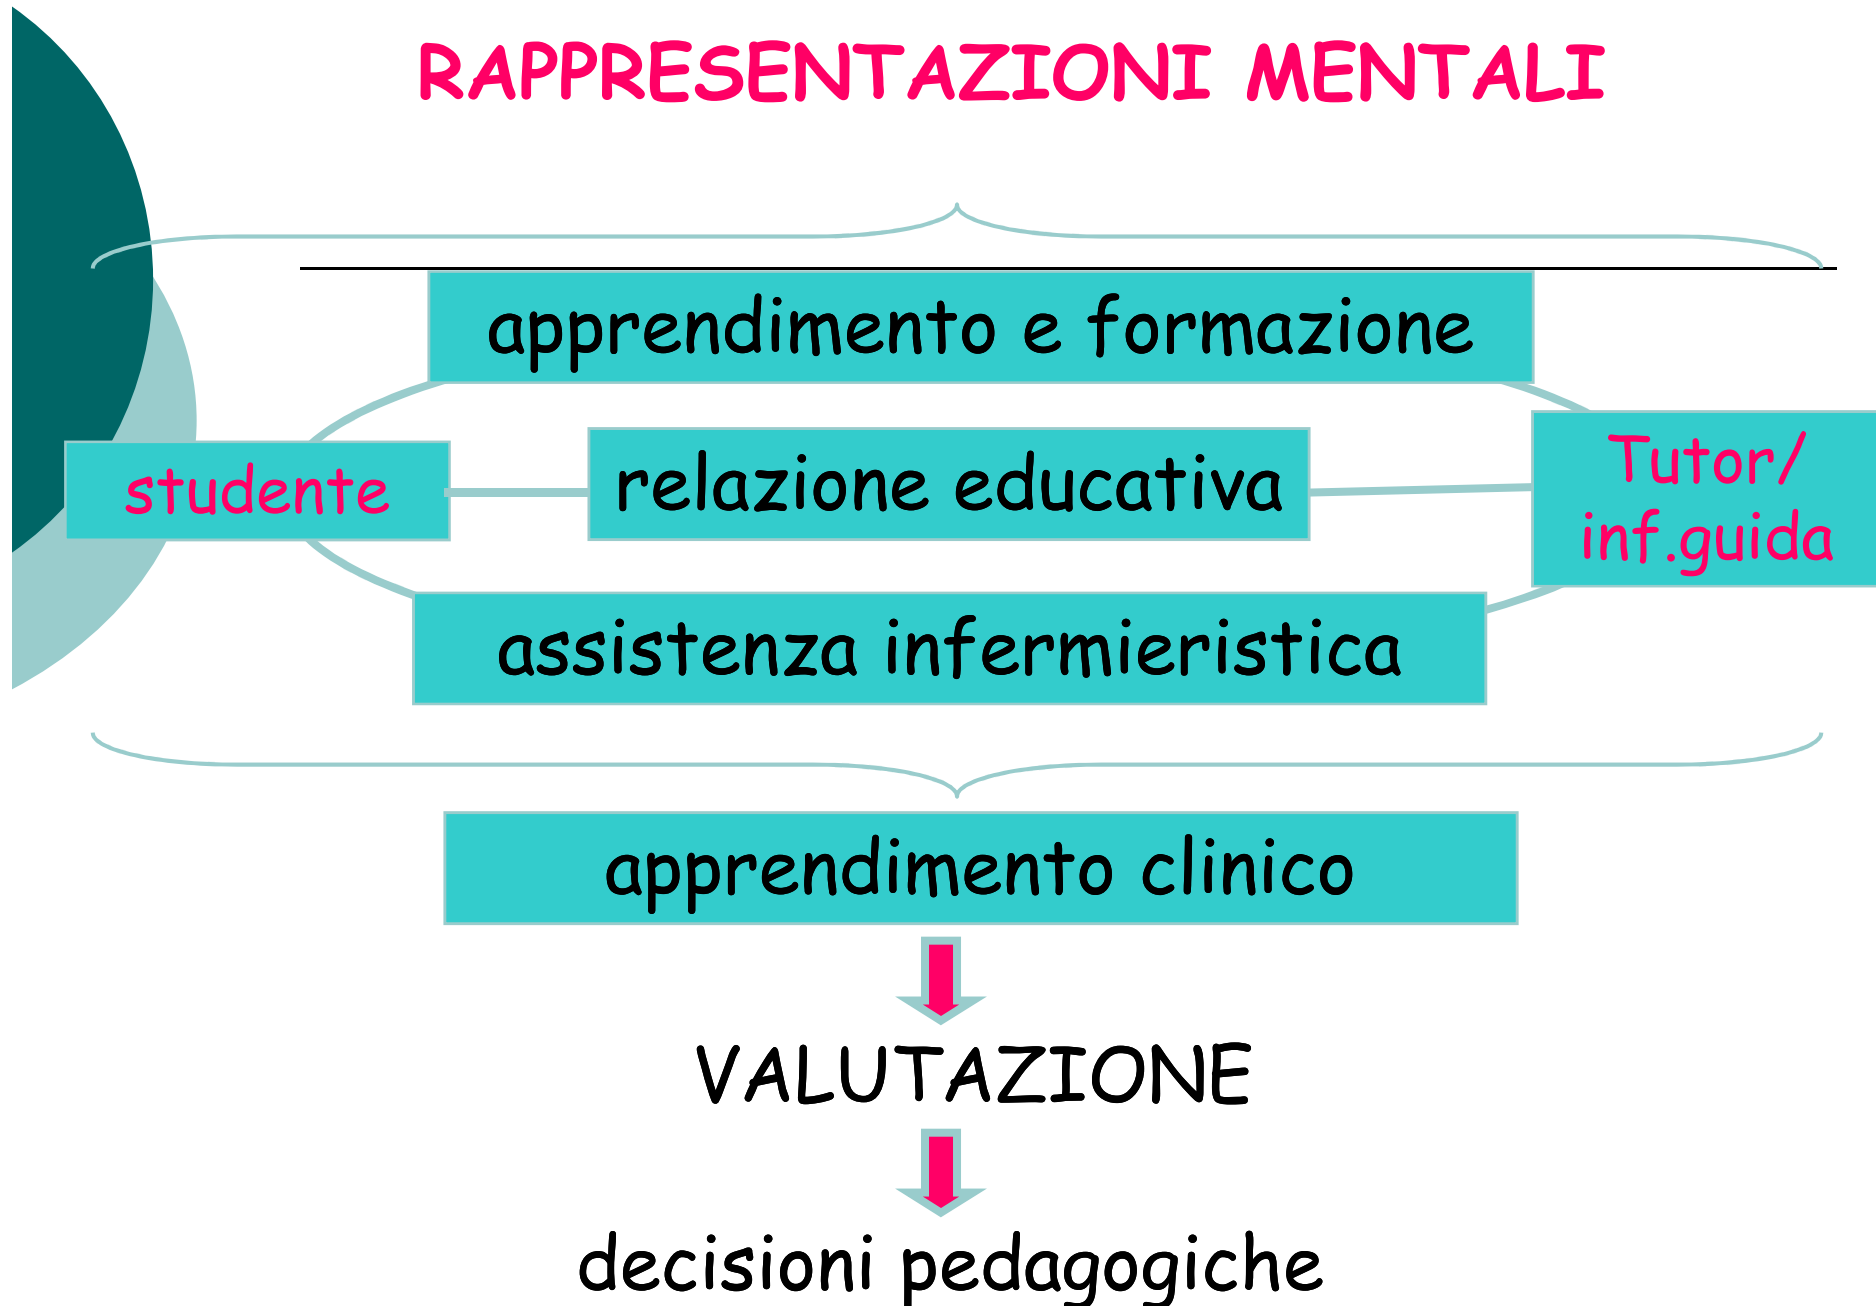 RAPPRESENTAZIONI MENTALI
apprendimento e formazione
studente
relazione educativa
Tutor/
inf.guida
assistenza infermieristica
apprendimento clinico
VALUTAZIONE
decisioni pedagogiche